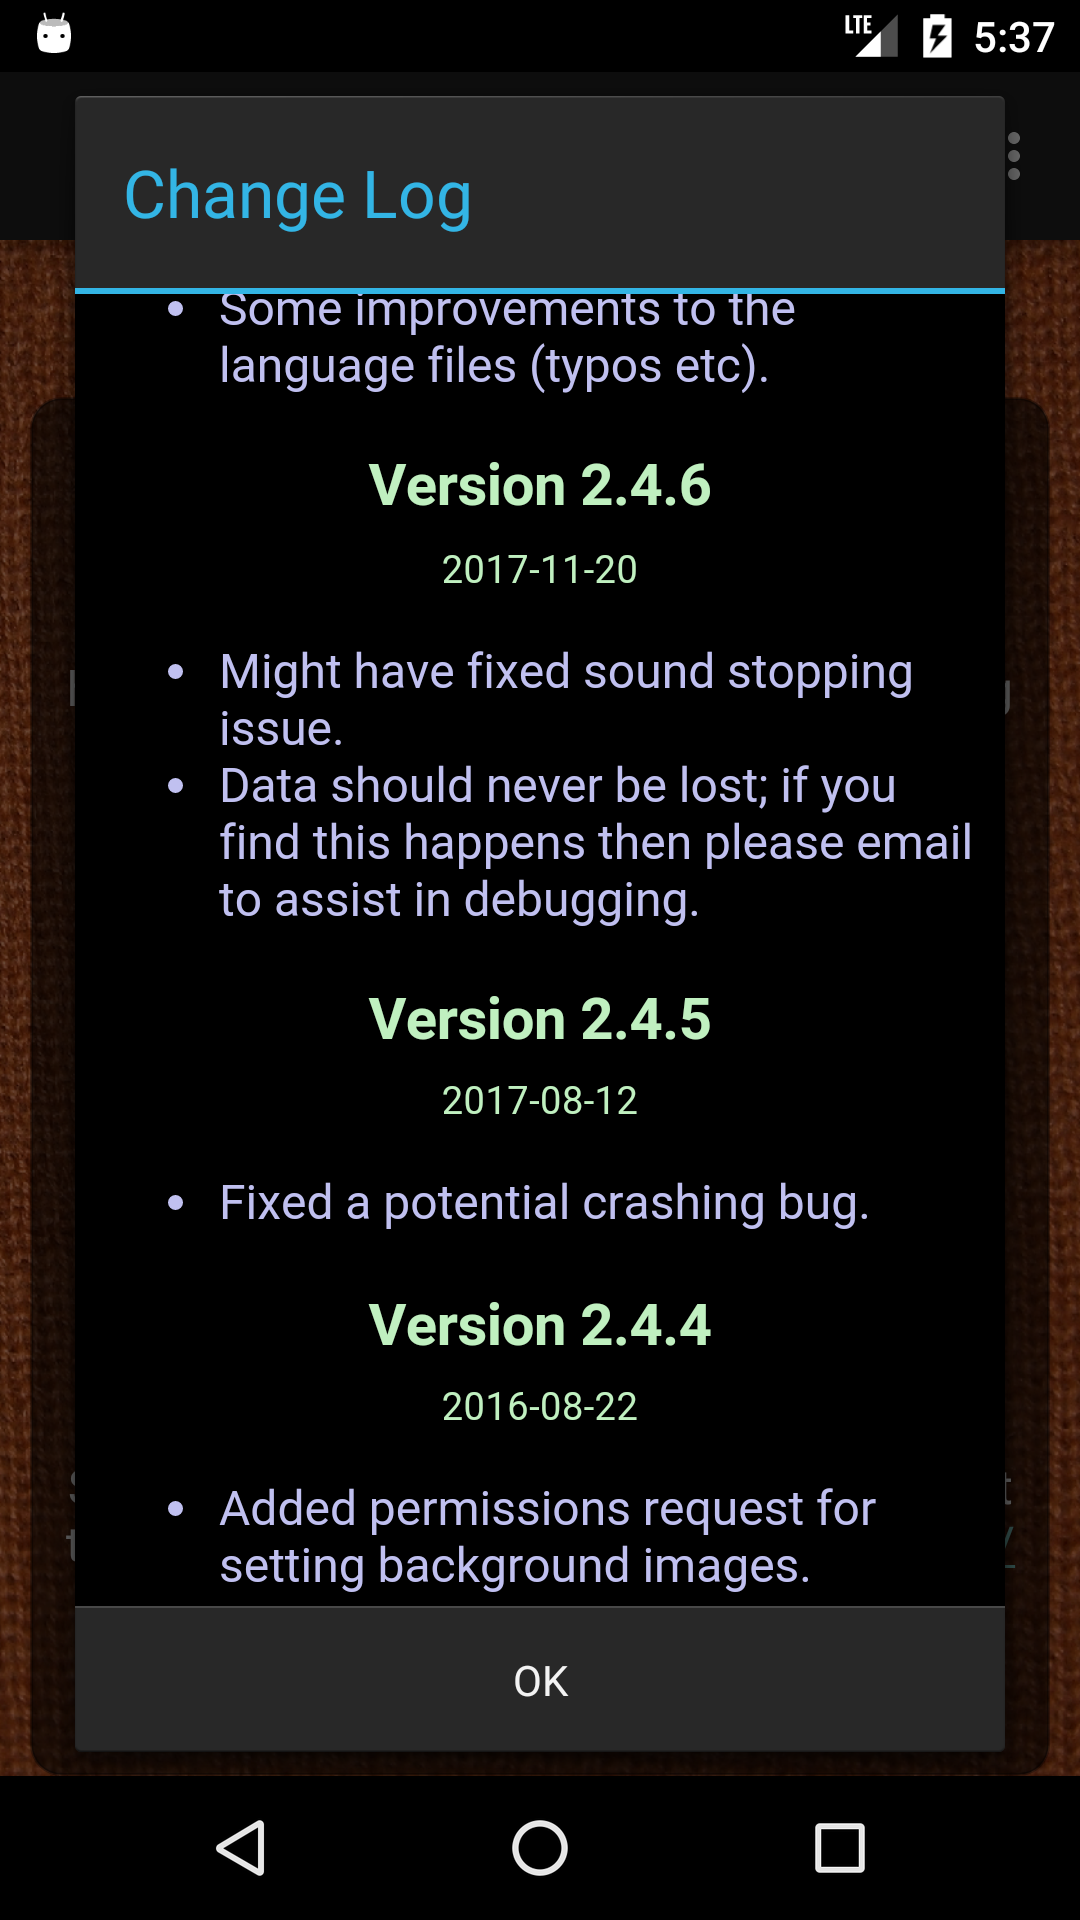 LTE 5:37
Change Log
• Some improvements to the
language files (typos etc).
Version 2.4.6
2017-11-20
• Might have fixed sound stopping
issue.
• Data should never be lost; if you
find this happens then please email
to assist in debugging.
Version 2.4.5
2017-08-12
• Fixed a potential crashing bug.
Version 2.4.4
2016-08-22
• Added permissions request for
setting background images.
OK